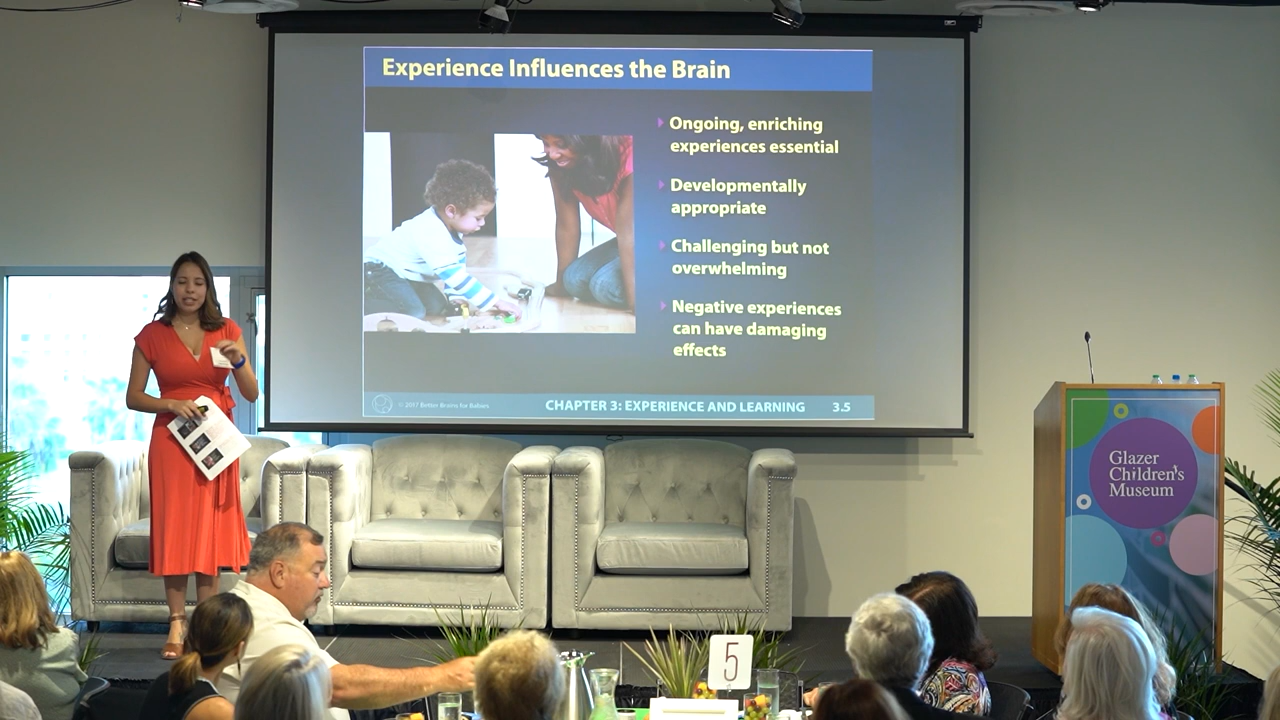 Experience Influences the Brain
Ongoing, enriching
experiences essential
Developmentally
appropriate
Challenging but not
overwhelming
Negative experiences
can have damaging
effects
© 2017 Better Brains for Babies
CHAPTER 3: EXPERIENCE AND LEARNING 3.5
Glazer
Children's
Museum
5